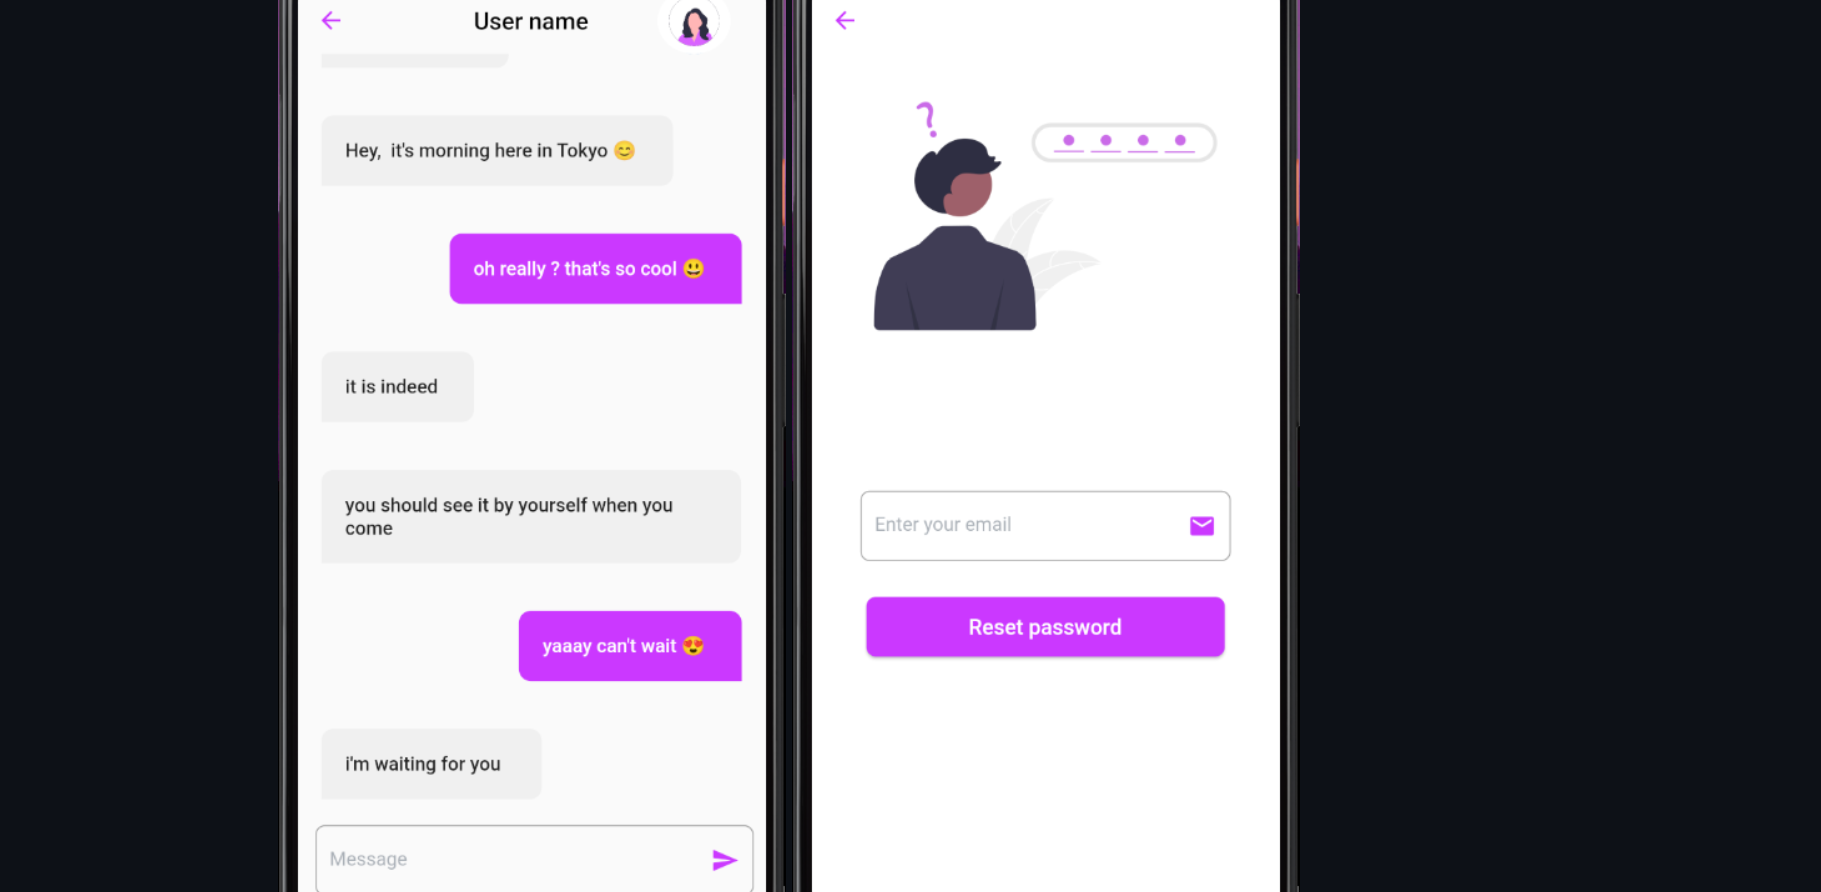 User name
Hey,  it's morning here in Tokyo 😊
oh really ? that's so cool 😃
it is indeed
you should see it by yourself when you
come
yaaay can't wait 😍
i'm waiting for you
Message
?
Enter your email
Reset password